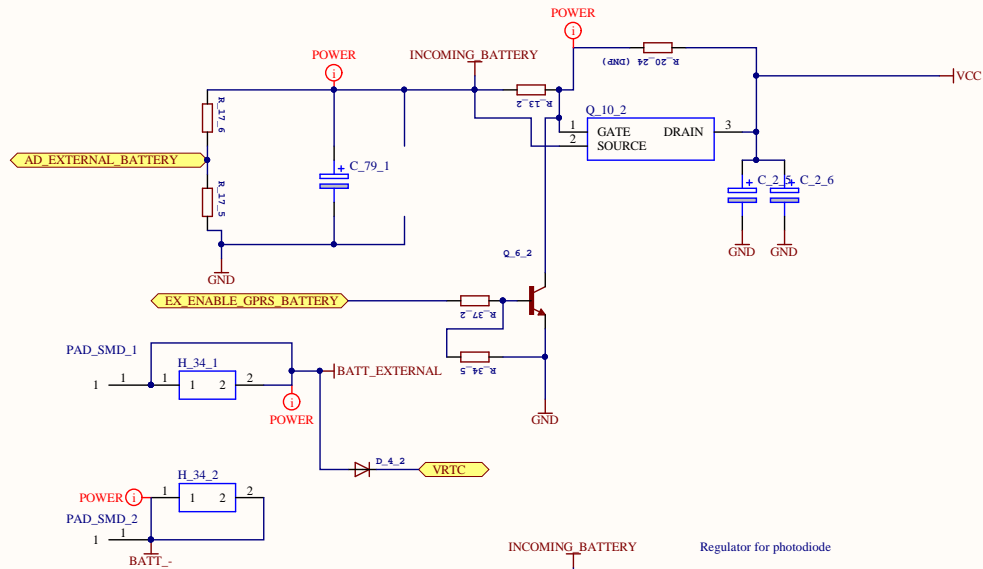 POWER
POWER
INCOMING_BATTERY
R_20_24 (DNP)
VCC
R_17_6
R_13_2
Q_10_2
1 GATE DRAIN 3
2 SOURCE
AD_EXTERNAL_BATTERY
C_79_1
R_17_5
C_2_5
C_2_6
GND
GND
GND
Q_6_2
EX_ENABLE_GPRS_BATTERY
R_37_2
R_34_5
GND
PAD_SMD_1
H_34_1
1 1 1 1 2 2
BATT_EXTERNAL
POWER
D_4_2
VRTC
H_34_2
POWER
1 1 2 2
PAD_SMD_2
1 1
BATT_-
INCOMING_BATTERY
Regulator for photodiode